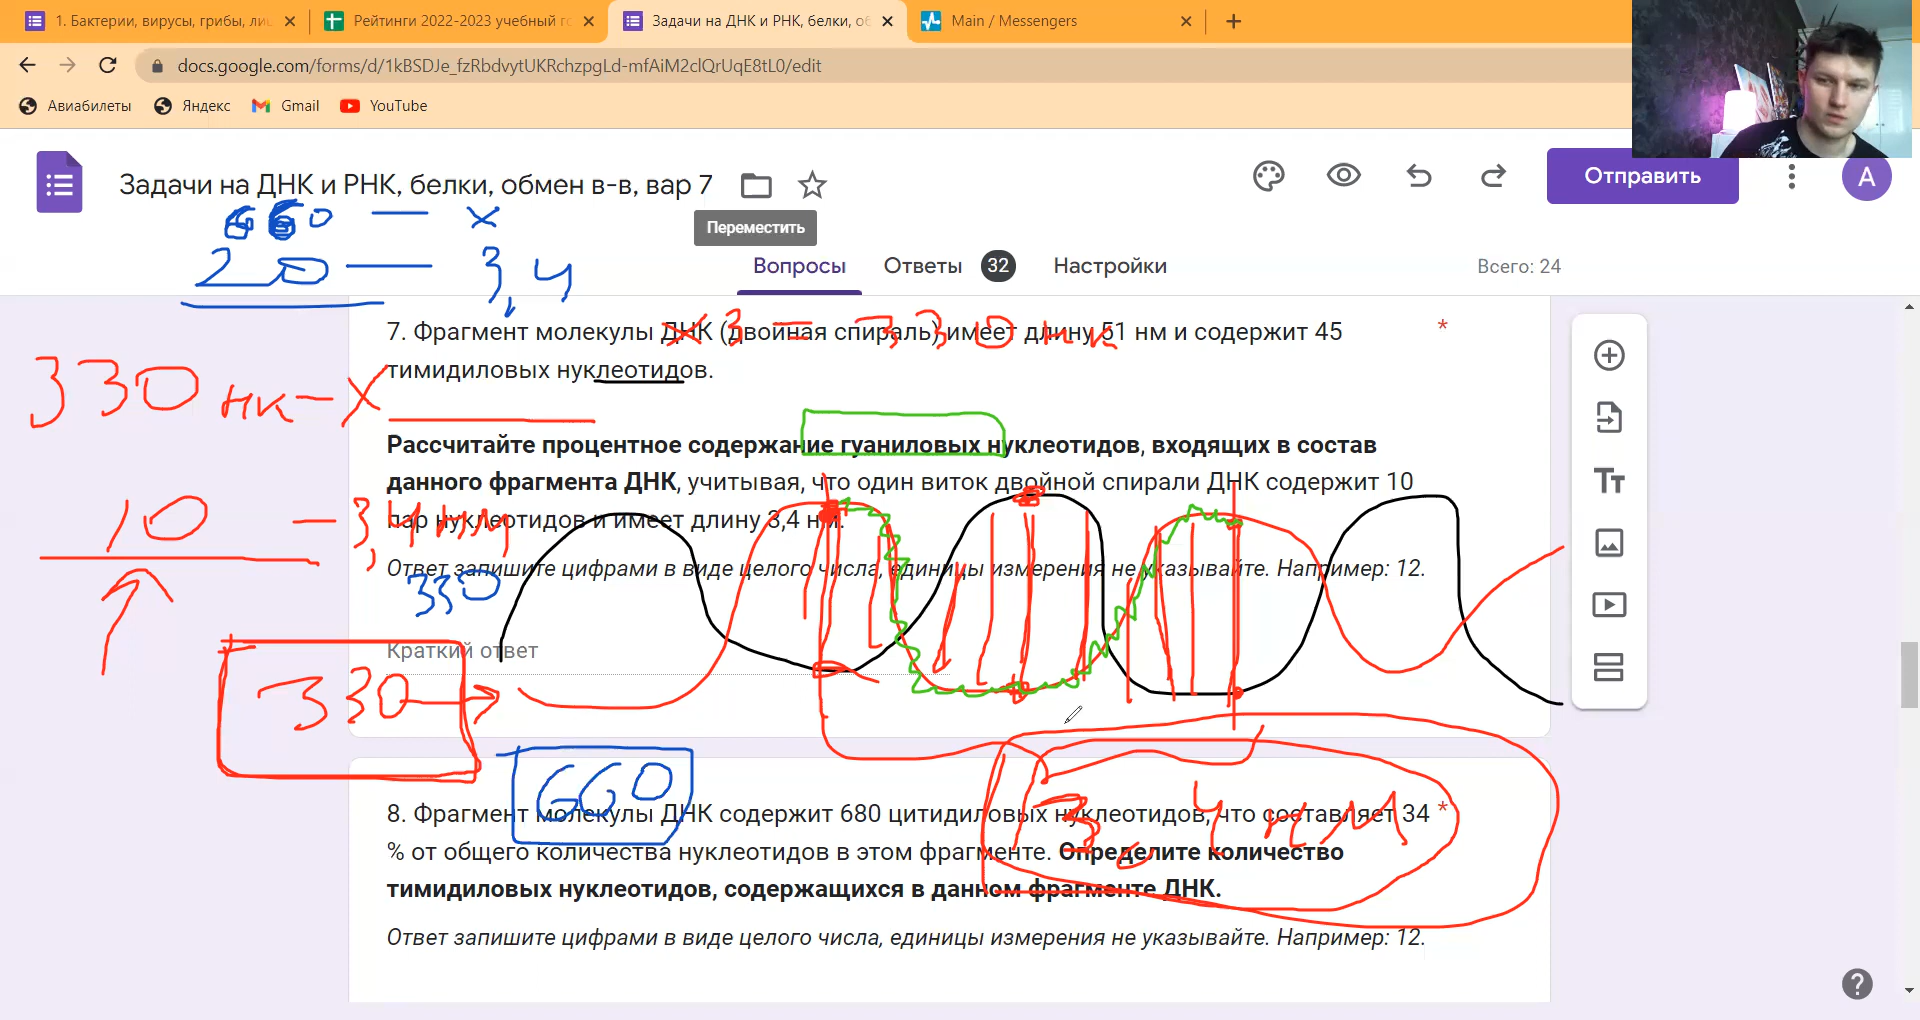 1. Бактерии, вирусы, грибы, ли
Рейтинги 2022-2023 учебный г
Задачи на ДНК и РНК, белки, об
Main / Messengers
docs.google.com/forms/d/1kBSDJe_fzRbdvytUKRchzpgLd-mfAiM2clQrUqE8tL0/edit
Авиабилеты
Яндекс
Gmail
YouTube
Задачи на ДНК и РНК, белки, обмен в-в, вар 7
Отправить
А
660 — х
Переместить
20 — 3,4
Вопросы
Ответы 32
Настройки
Всего: 24
7. Фрагмент молекулы ДНК (двойная спираль) имеет длину 51 нм и содержит 45 *
х 3 = 330 нк
тимидиловых нуклеотидов.
330 нк – х
Рассчитайте процентное содержание гуаниловых нуклеотидов, входящих в состав
данного фрагмента ДНК, учитывая, что один виток двойной спирали ДНК содержит 10
пар нуклеотидов и имеет длину 3,4 нм.
10 – 3,4 нм
Ответ запишите цифрами в виде целого числа, единицы измерения не указывайте. Например: 12.
330
Краткий ответ
330
660
8. Фрагмент молекулы ДНК содержит 680 цитидиловых нуклеотидов, что составляет 34 *
3,4 нм
% от общего количества нуклеотидов в этом фрагменте. Определите количество
тимидиловых нуклеотидов, содержащихся в данном фрагменте ДНК.
Ответ запишите цифрами в виде целого числа, единицы измерения не указывайте. Например: 12.